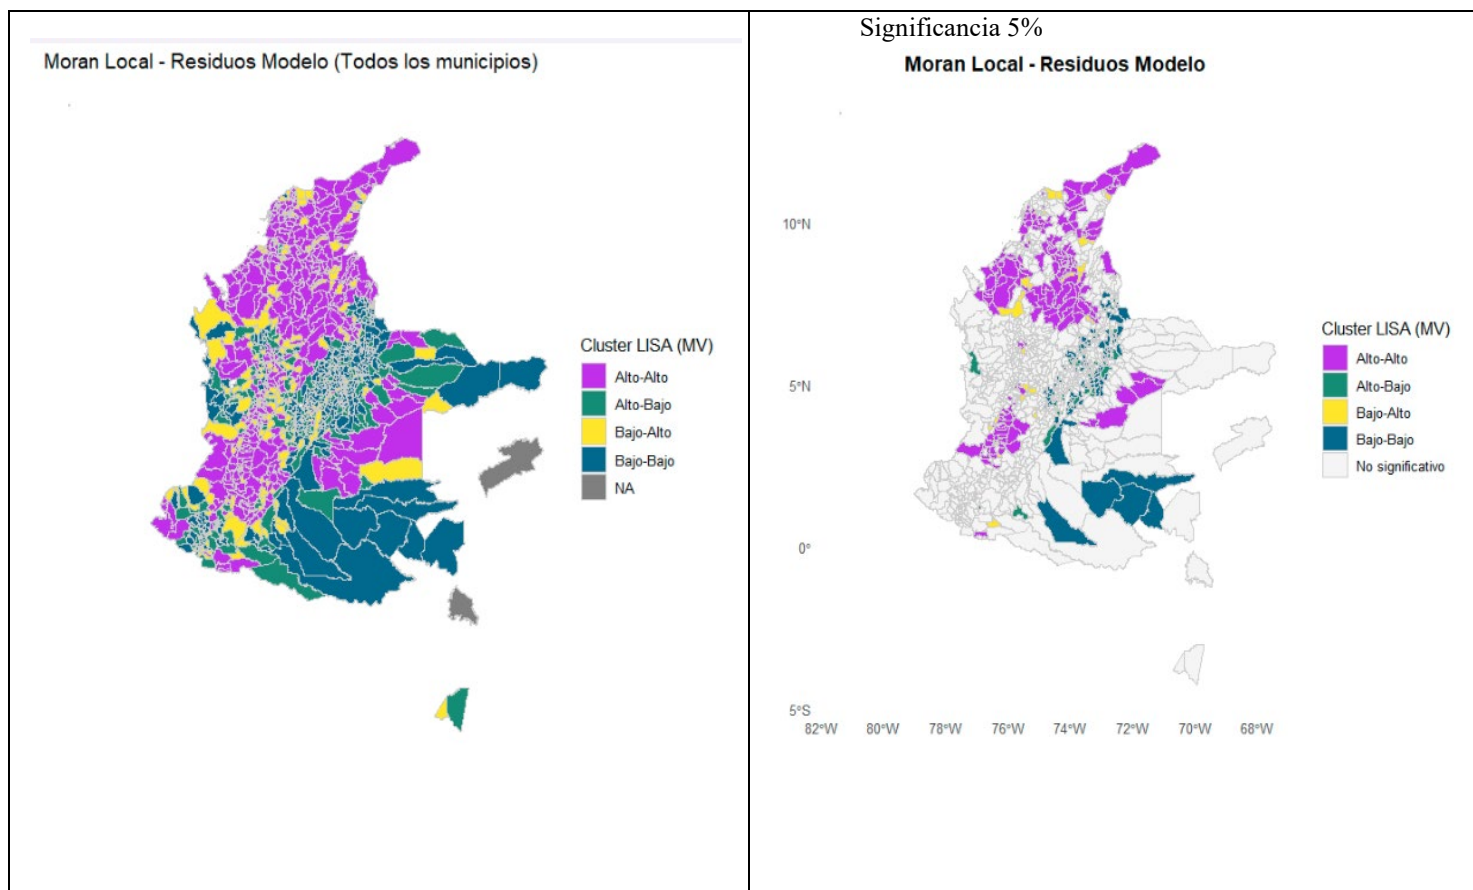 Moran Local - Residuos Modelo (Todos los municipios)
Cluster LISA (MV)
Alto-Alto
Alto-Bajo
Bajo-Alto
Bajo-Bajo
NA
Significancia 5%
Moran Local - Residuos Modelo
10°N
5°N
0°
5°S
82°W 80°W 78°W 76°W 74°W 72°W 70°W 68°W
Cluster LISA (MV)
Alto-Alto
Alto-Bajo
Bajo-Alto
Bajo-Bajo
No significativo